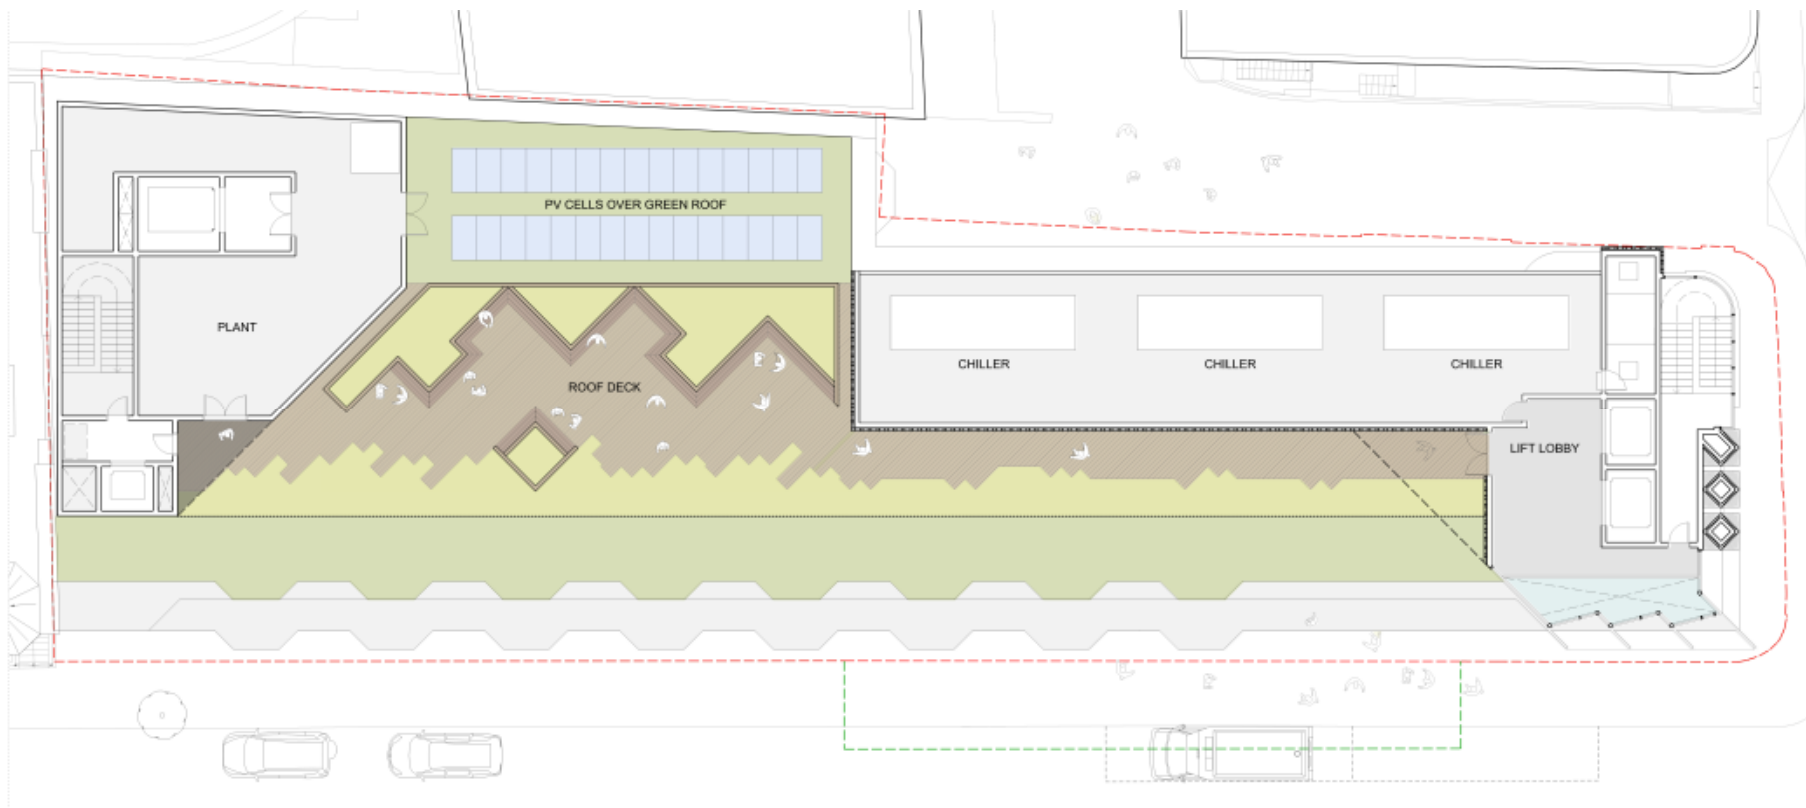 PV CELLS OVER GREEN ROOF
PLANT
ROOF DECK
CHILLER
CHILLER
CHILLER
LIFT LOBBY